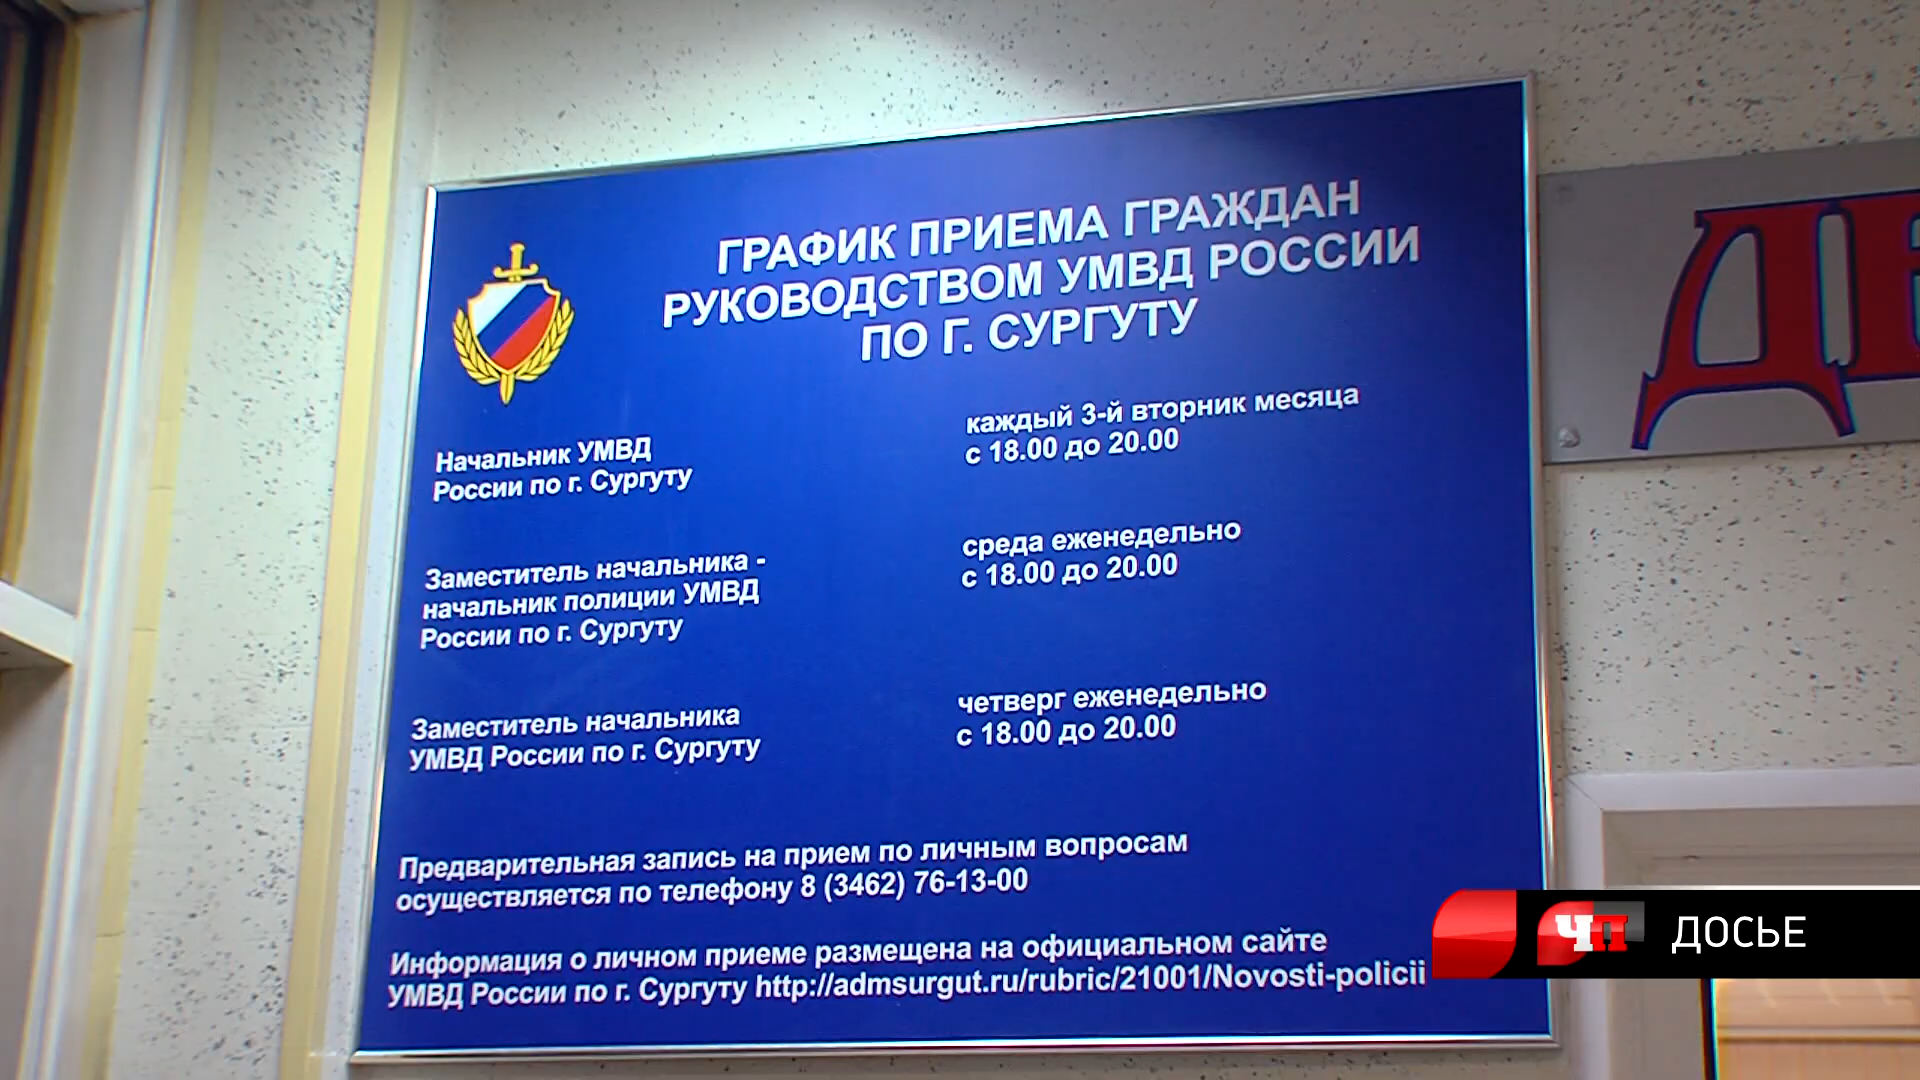 ГРАФИК ПРИЕМА ГРАЖДАН
РУКОВОДСТВОМ УМВД РОССИИ
ПО Г. СУРГУТУ
Начальник УМВД
России по г. Сургуту
каждый 3-й вторник месяца
с 18.00 до 20.00
Заместитель начальника -
начальник полиции УМВД
России по г. Сургуту
среда еженедельно
с 18.00 до 20.00
Заместитель начальника
УМВД России по г. Сургуту
четверг еженедельно
с 18.00 до 20.00
Предварительная запись на прием по личным вопросам
осуществляется по телефону 8 (3462) 76-13-00
Информация о личном приеме размещена на официальном сайте
УМВД России по г. Сургуту http://admsurgut.ru/rubric/21001/Novosti-policii
ЧП ДОСЬЕ